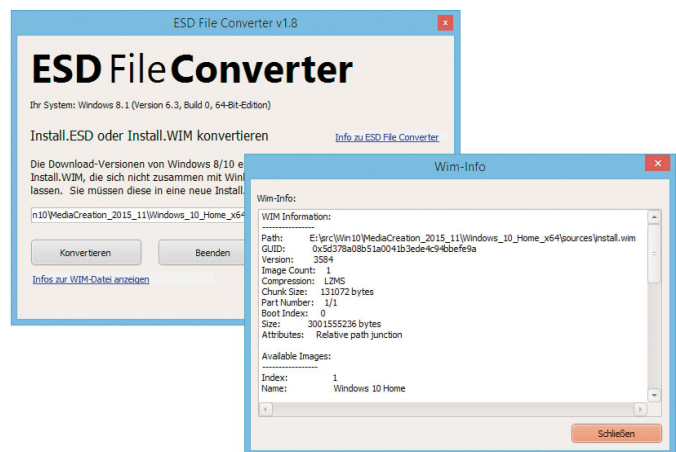 ESD File Converter v1.8
x
ESD File Converter
Ihr System: Windows 8.1 (Version 6.3, Build 0, 64-Bit-Edition)
Install.ESD oder Install.WIM konvertieren
Info zu ESD File Converter
Die Download-Versionen von Windows 8/10 e
Install.WIM, die sich nicht zusammen mit Win
lassen. Sie müssen diese in eine neue Install.
n10\MediaCreation_2015_11\Windows_10_Home_x64
Konvertieren
Beenden
Infos zur WIM-Datei anzeigen
Wim-Info
x
Wim-Info:
WIM Information:
----------------
Path: E:\src\Win10\MediaCreation_2015_11\Windows_10_Home_x64\sources\install.wim
GUID: 0x5d378a08b51a0041b3ede4c94bbefe9a
Version: 3584
Image Count: 1
Compression: LZMS
Chunk Size: 131072 bytes
Part Number: 1/1
Boot Index: 0
Size: 3001555236 bytes
Attributes: Relative path junction
Available Images:
-----------------
Index: 1
Name: Windows 10 Home
Schließen